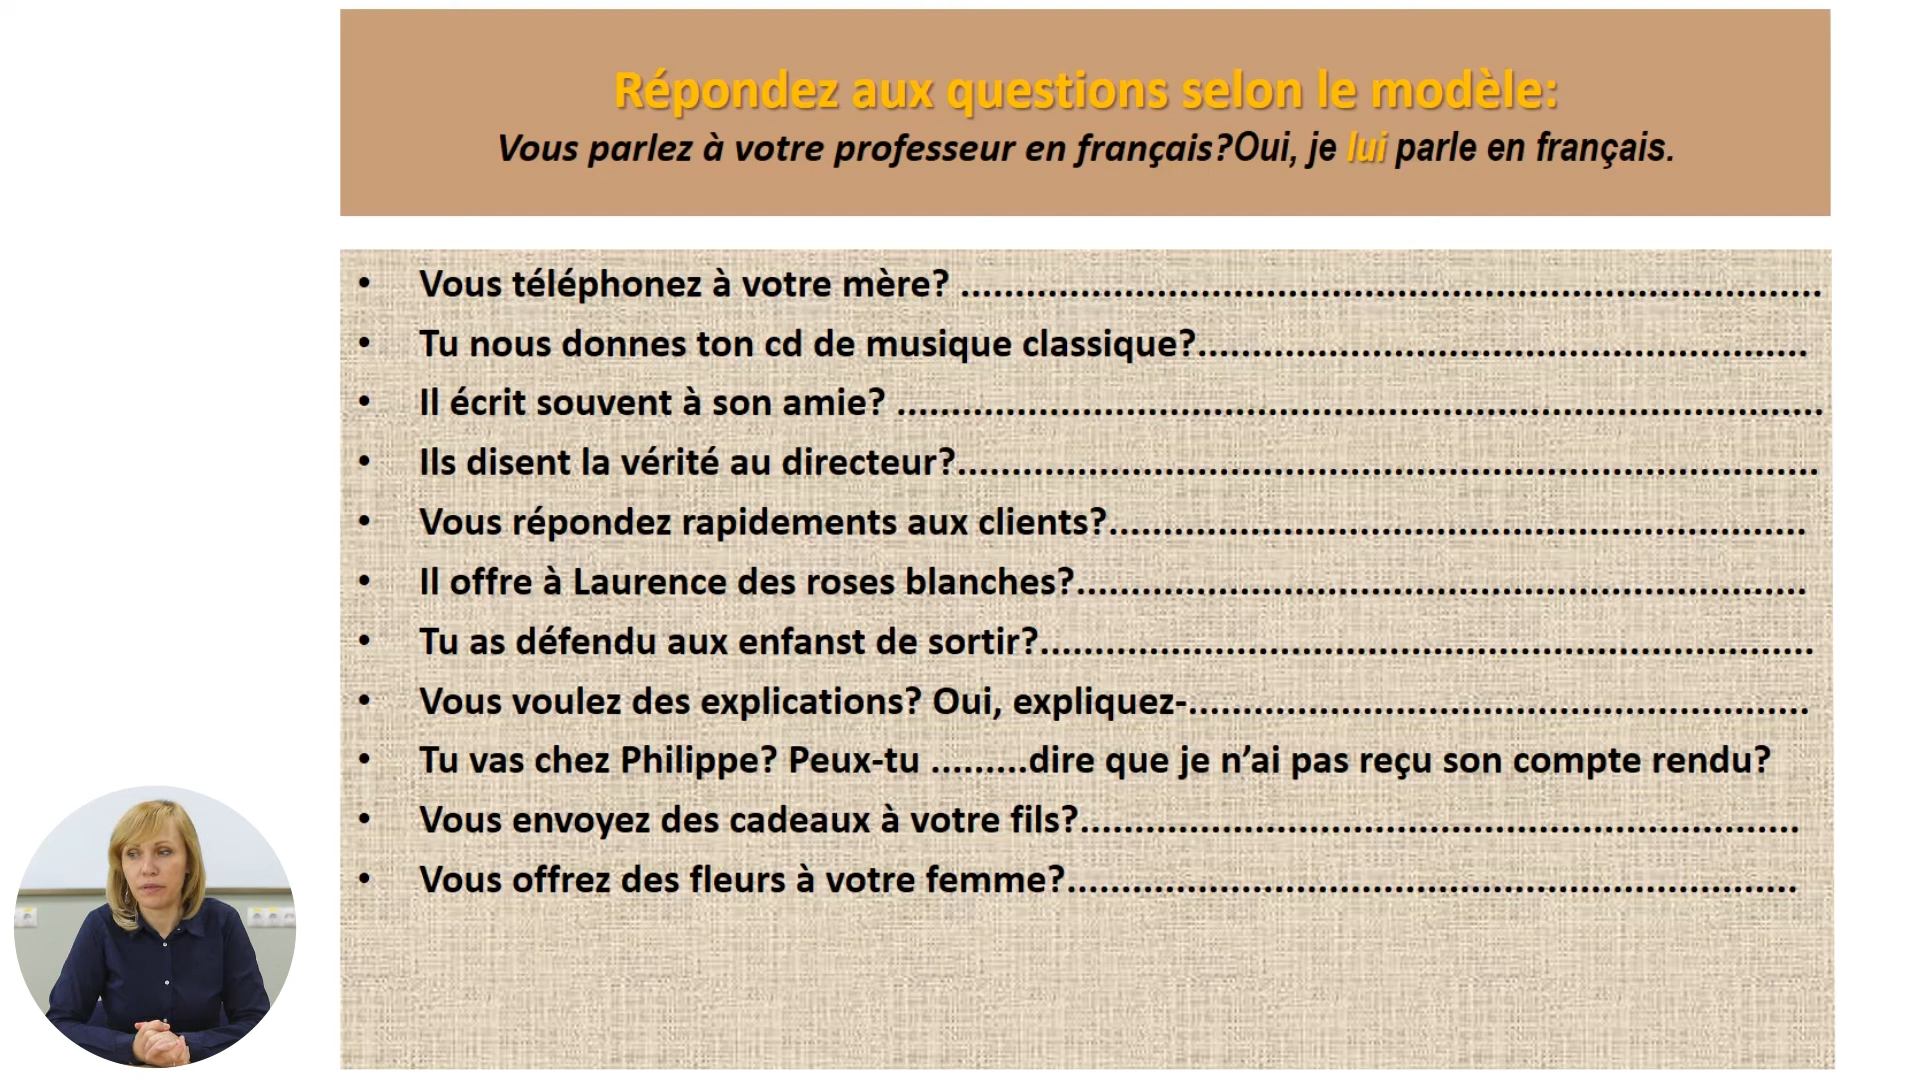 Répondez aux questions selon le modèle:
Vous parlez à votre professeur en français?Oui, je lui parle en français.
• Vous téléphonez à votre mère? ................................................................................
• Tu nous donnes ton cd de musique classique?........................................................
• Il écrit souvent à son amie? .....................................................................................
• Ils disent la vérité au directeur?...............................................................................
• Vous répondez rapidements aux clients?................................................................
• Il offre à Laurence des roses blanches?...................................................................
• Tu as défendu aux enfanst de sortir?.......................................................................
• Vous voulez des explications? Oui, expliquez-.........................................................
• Tu vas chez Philippe? Peux-tu .........dire que je n’ai pas reçu son compte rendu?
• Vous envoyez des cadeaux à votre fils?..................................................................
• Vous offrez des fleurs à votre femme?...................................................................